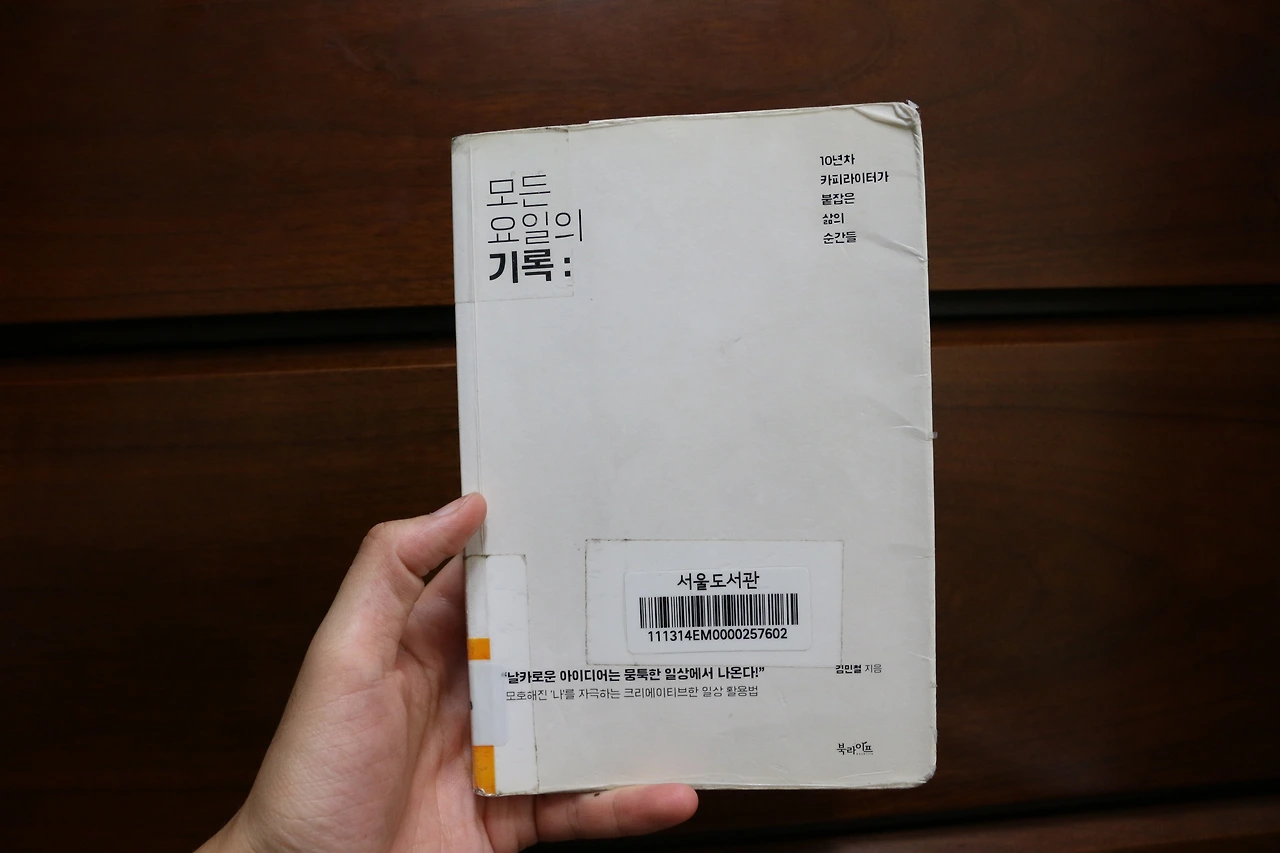 모든
요일의
기록 :
10년차
카피라이터가
붙잡은
삶의
순간들
서울도서관
111314EM0000257602
“날카로운 아이디어는 뭉툭한 일상에서 나온다!”
모호해진 '나'를 자극하는 크리에이티브한 일상 활용법
김민철 지음
북라이프